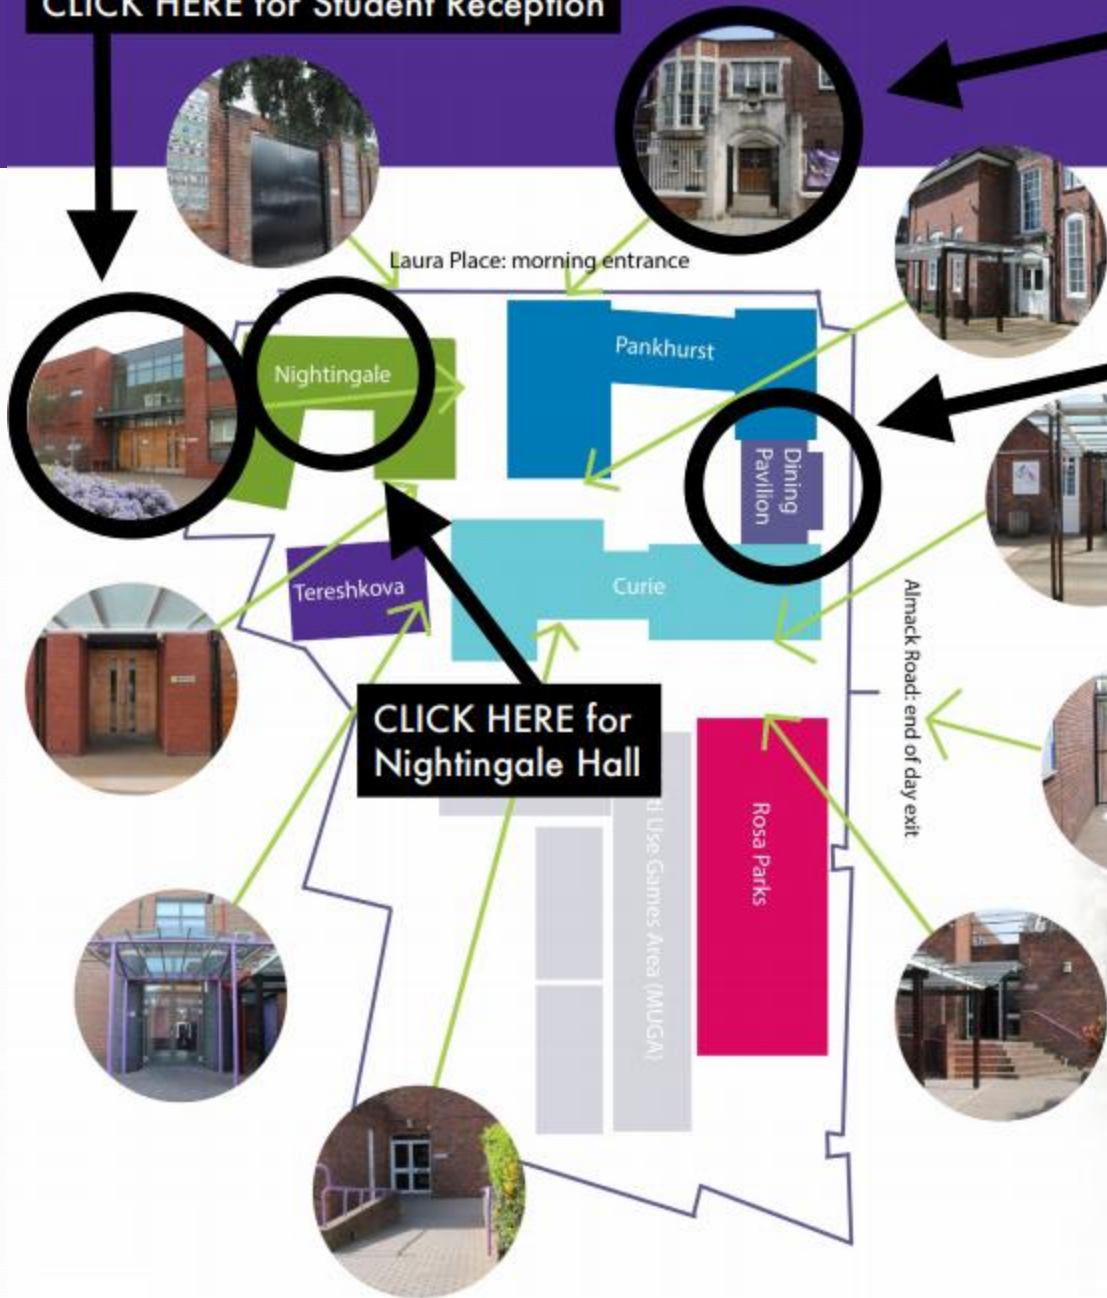 CLICK HERE for Student Reception
Laura Place: morning entrance
Nightingale
Pankhurst
Dining
Pavilion
Tereshkova
Curie
Almack Road: end of day exit
CLICK HERE for
Nightingale Hall
ti Use Games Area (MUGA)
Rosa Parks